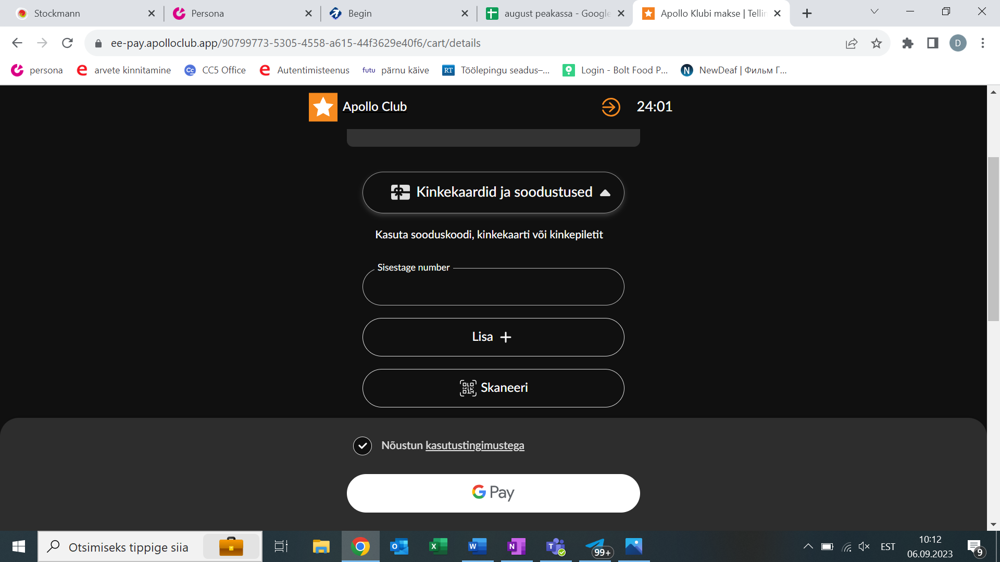 Stockmann
Persona
Begin
august peakassa - Google
Apollo Klubi makse | Tellin
ee-pay.apolloclub.app/90799773-5305-4558-a615-44f3629e40f6/cart/details
D
persona
arvete kinnitamine
Cc CC5 Office
Autentimisteenus
futu pärnu käive
RT Töölepingu seadus–...
Login - Bolt Food P...
N NewDeaf | Фильм Г...
Apollo Club
24:01
Kinkekaardid ja soodustused
Kasuta sooduskoodi, kinkekaarti või kinkepiletit
Sisestage number
Lisa +
Skaneeri
Nõustun kasutustingimustega
G Pay
Otsimiseks tippige siia
99+
EST
10:12
06.09.2023
9